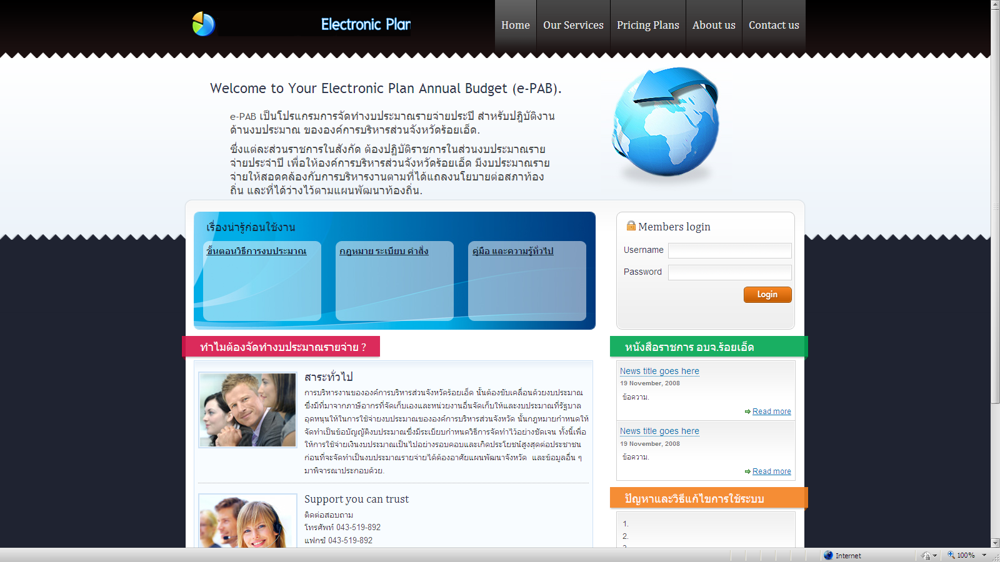 Electronic Plan
Home
Our Services
Pricing Plans
About us
Contact us
Welcome to Your Electronic Plan Annual Budget (e-PAB).
e-PAB เป็นโปรแกรมการจัดทำงบประมาณรายจ่ายประปี สำหรับปฎิบัติงาน
ด้านงบประมาณ ขององค์การบริหารส่วนจังหวัดร้อยเอ็ด.
ซึ่งแต่ละส่วนราชการในสังกัด ต้องปฏิบัติราชการในส่วนงบประมาณราย
จ่ายประจำปี เพื่อให้องค์การบริหารส่วนจังหวัดร้อยเอ็ด มีงบประมาณราย
จ่ายให้สอดคล้องกับการบริหารงานตามที่ได้แถลงนโยบายต่อสภาท้อง
ถิ่น และที่ได้ว่างไว้ตามแผนพัฒนาท้องถิ่น.
เรื่องน่ารู้ก่อนใช้งาน
ขั้นตอนวิธีการงบประมาณ
กฎหมาย ระเบียบ คำสั่ง
คู่มือ และความรู้ทั่วไป
Members login
Username
Password
Login
ทำไมต้องจัดทำงบประมาณรายจ่าย ?
สาระทั่วไป
การบริหารงานขององค์การบริหารส่วนจังหวัดร้อยเอ็ด นั้นต้องขับเคลื่อนด้วยงบประมาณ
ซึ่งมีที่มาจากภาษีอากรที่จัดเก็บเองและหน่วยงานอื่นจัดเก็บให้และงบประมาณที่รัฐบาล
อุดหนุนให้ในการใช้จ่ายงบประมาณขององค์การบริหารส่วนจังหวัด นั้นกฎหมายกำหนดให้
จัดทำเป็นข้อบัญญัติงบประมาณซึ่งมีระเบียบกำหนดวิธีการจัดทำไว้อย่างชัดเจน ทั้งนี้เพื่อ
ให้การใช้จ่ายเงินงบประมาณเป็นไปอย่างรอบคอบและเกิดประโยชน์สูงสุดต่อประชาชน
ก่อนที่จะจัดทำเป็นงบประมาณรายจ่ายได้ต้องอาศัยแผนพัฒนาจังหวัด และข้อมูลอื่น ๆ
มาพิจารณาประกอบด้วย.
Support you can trust
ติดต่อสอบถาม
โทรศัพท์ 043-519-892
แฟกซ์ 043-519-892
หนังสือราชการ อบจ.ร้อยเอ็ด
News title goes here
19 November, 2008
ข้อความ.
Read more
News title goes here
19 November, 2008
ข้อความ.
Read more
ปัญหาและวิธีแก้ไขการใช้ระบบ
1.
2.
Internet
100%